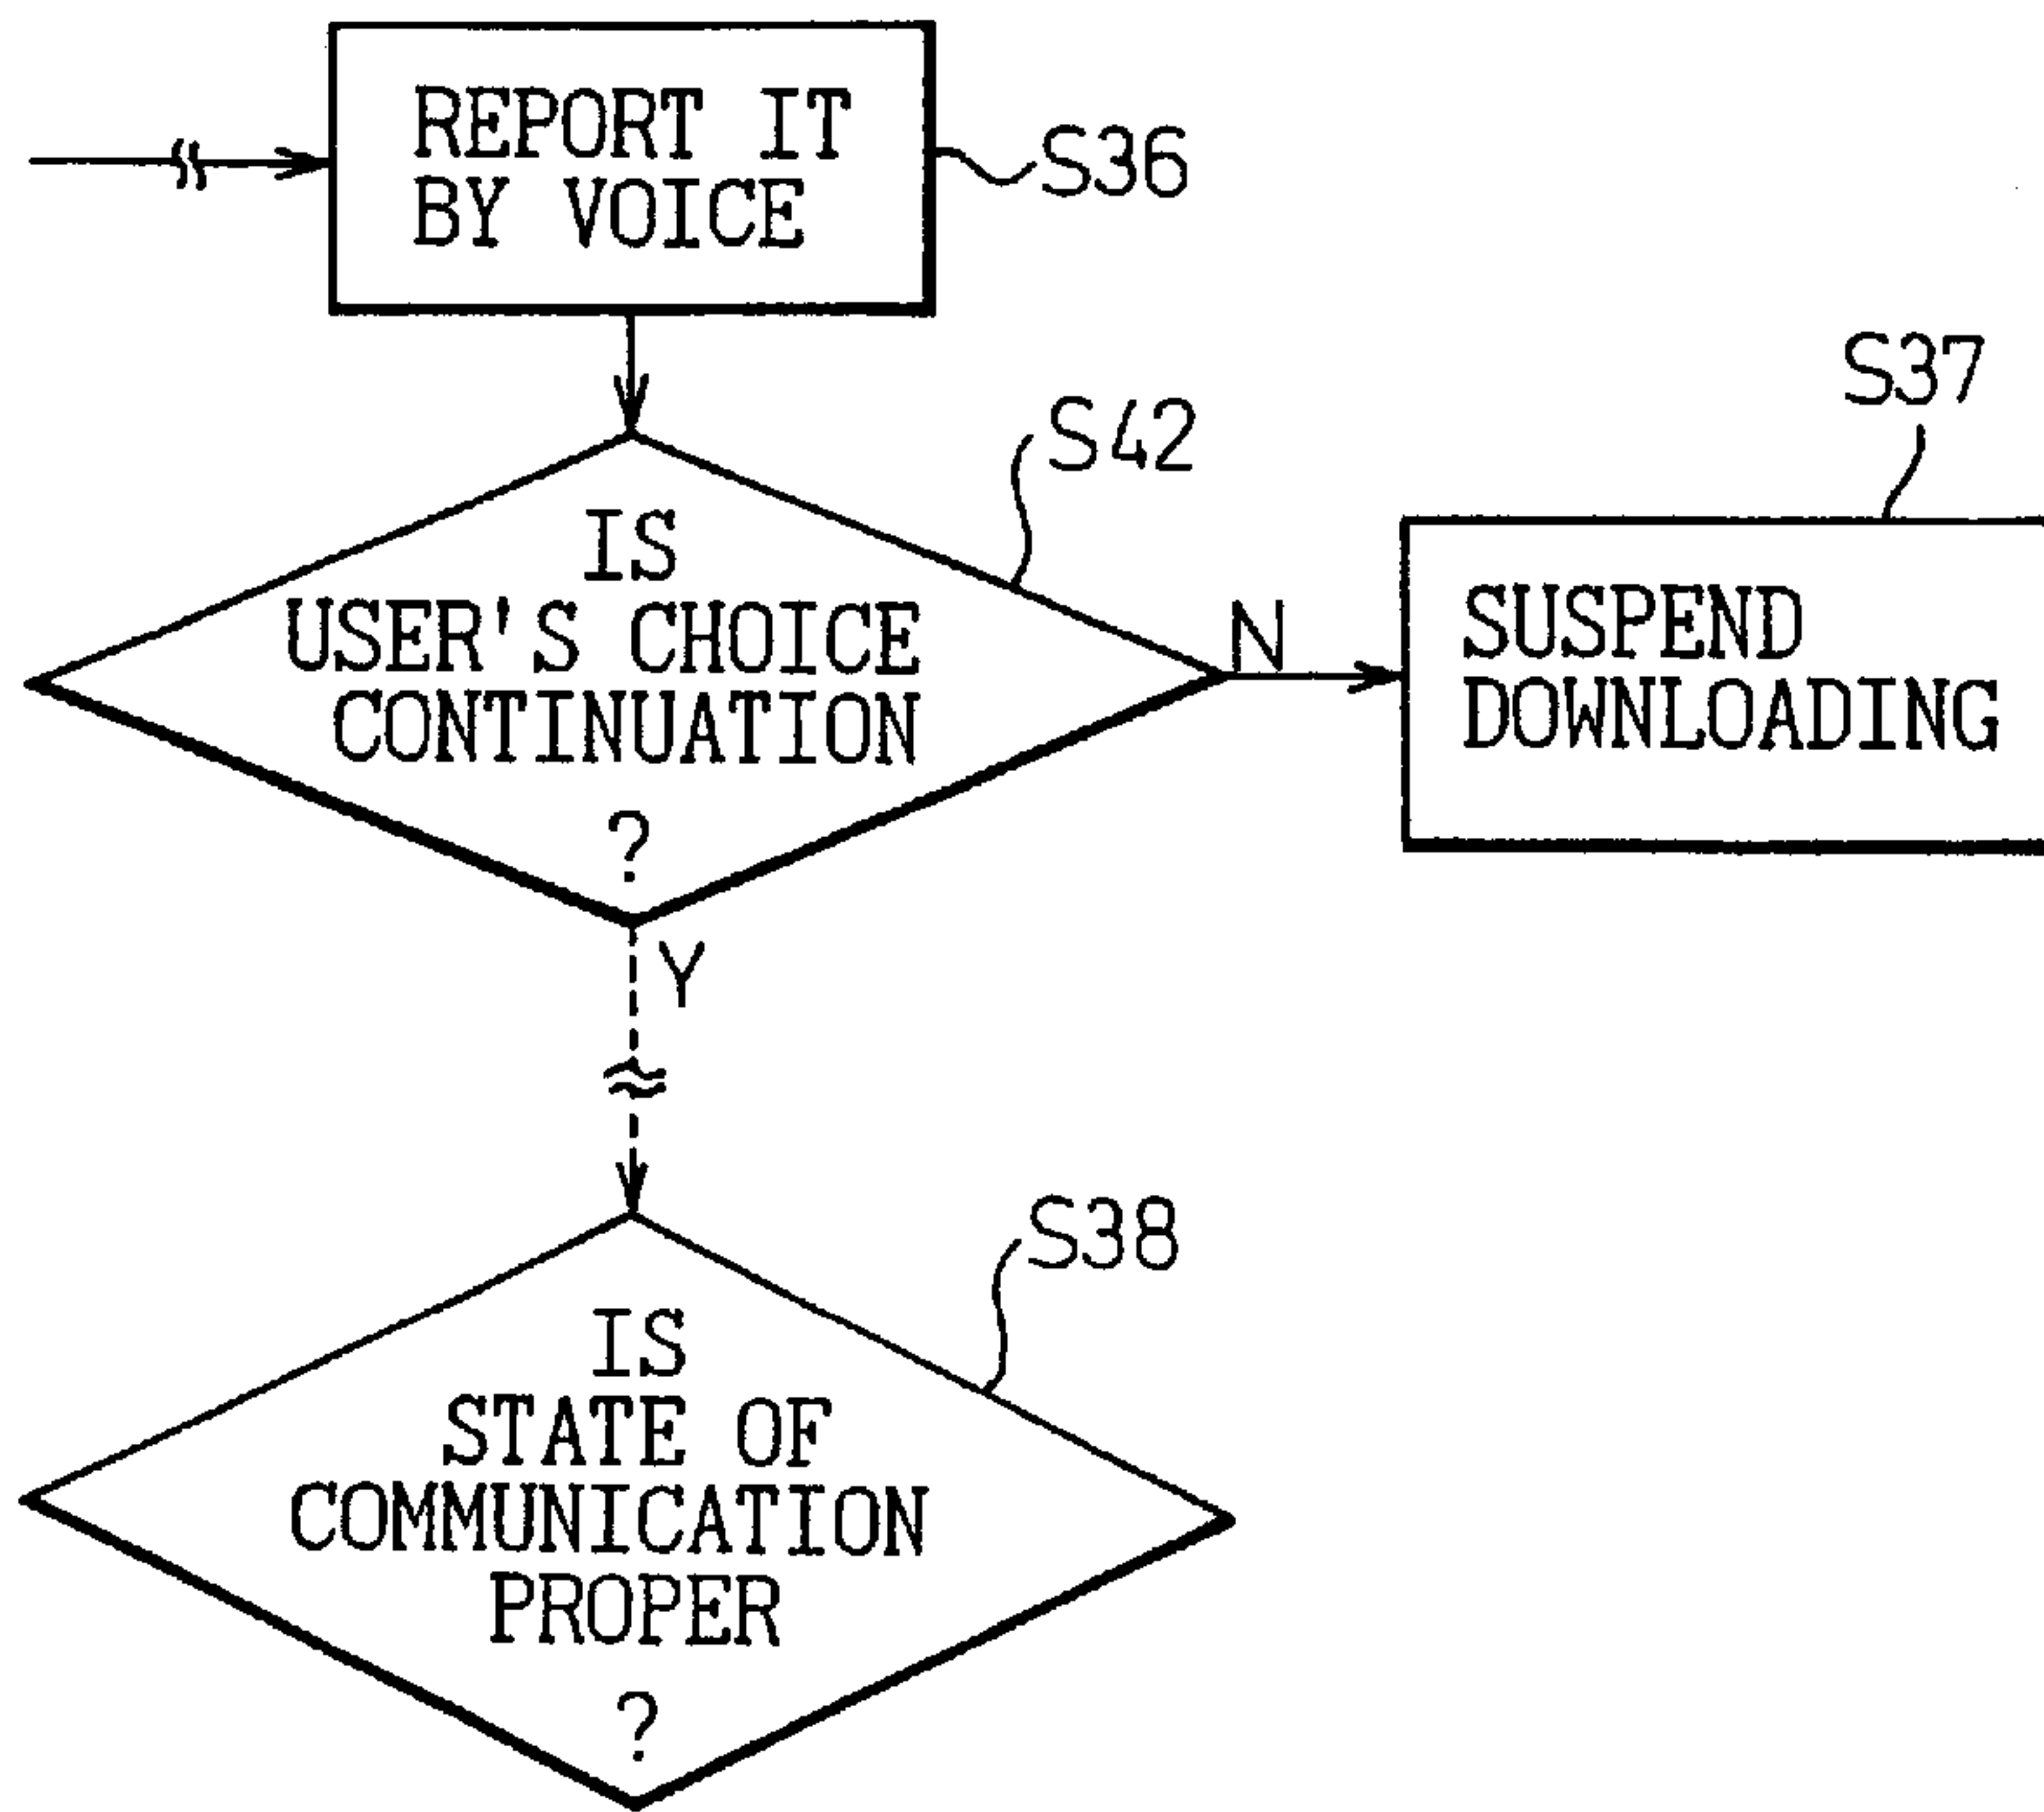 REPORT IT
BY VOICE
S36
S42
S37
IS
USER'S CHOICE
CONTINUATION
?
N
SUSPEND
DOWNLOADING
Y
S38
IS
STATE OF
COMMUNICATION
PROPER
?